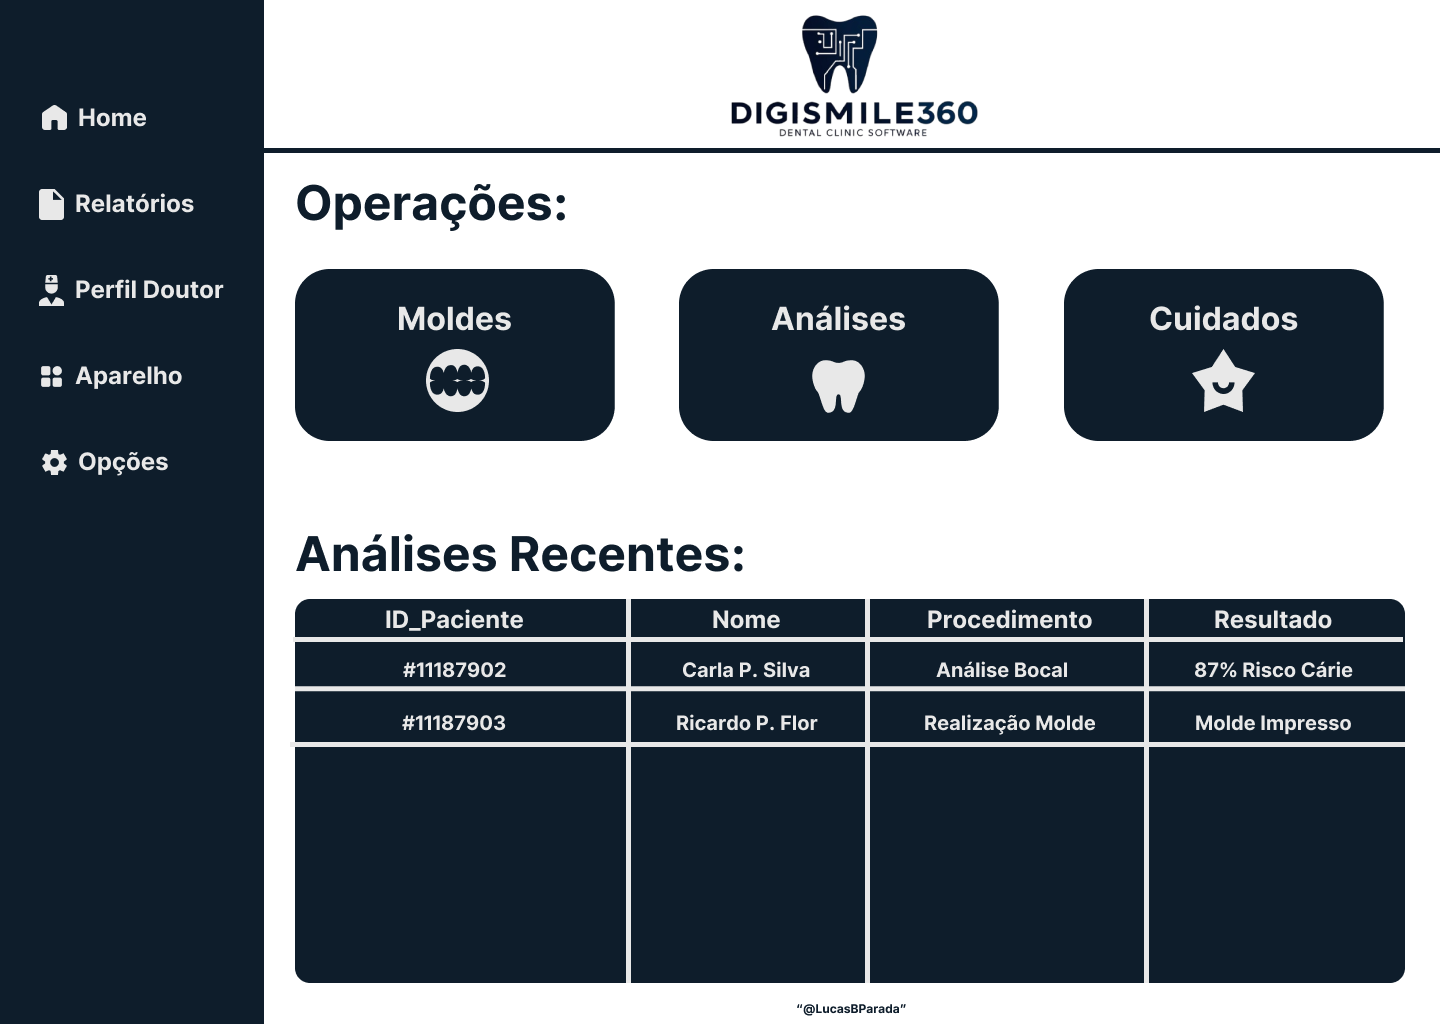 DIGISMILE360
DENTAL CLINIC SOFTWARE
Home
Relatórios
Perfil Doutor
Aparelho
Opções
Operações:
Moldes
Análises
Cuidados
Análises Recentes:
ID_Paciente Nome Procedimento Resultado
#11187902 Carla P. Silva Análise Bocal 87% Risco Cárie
#11187903 Ricardo P. Flor Realização Molde Molde Impresso
“@LucasBParada”